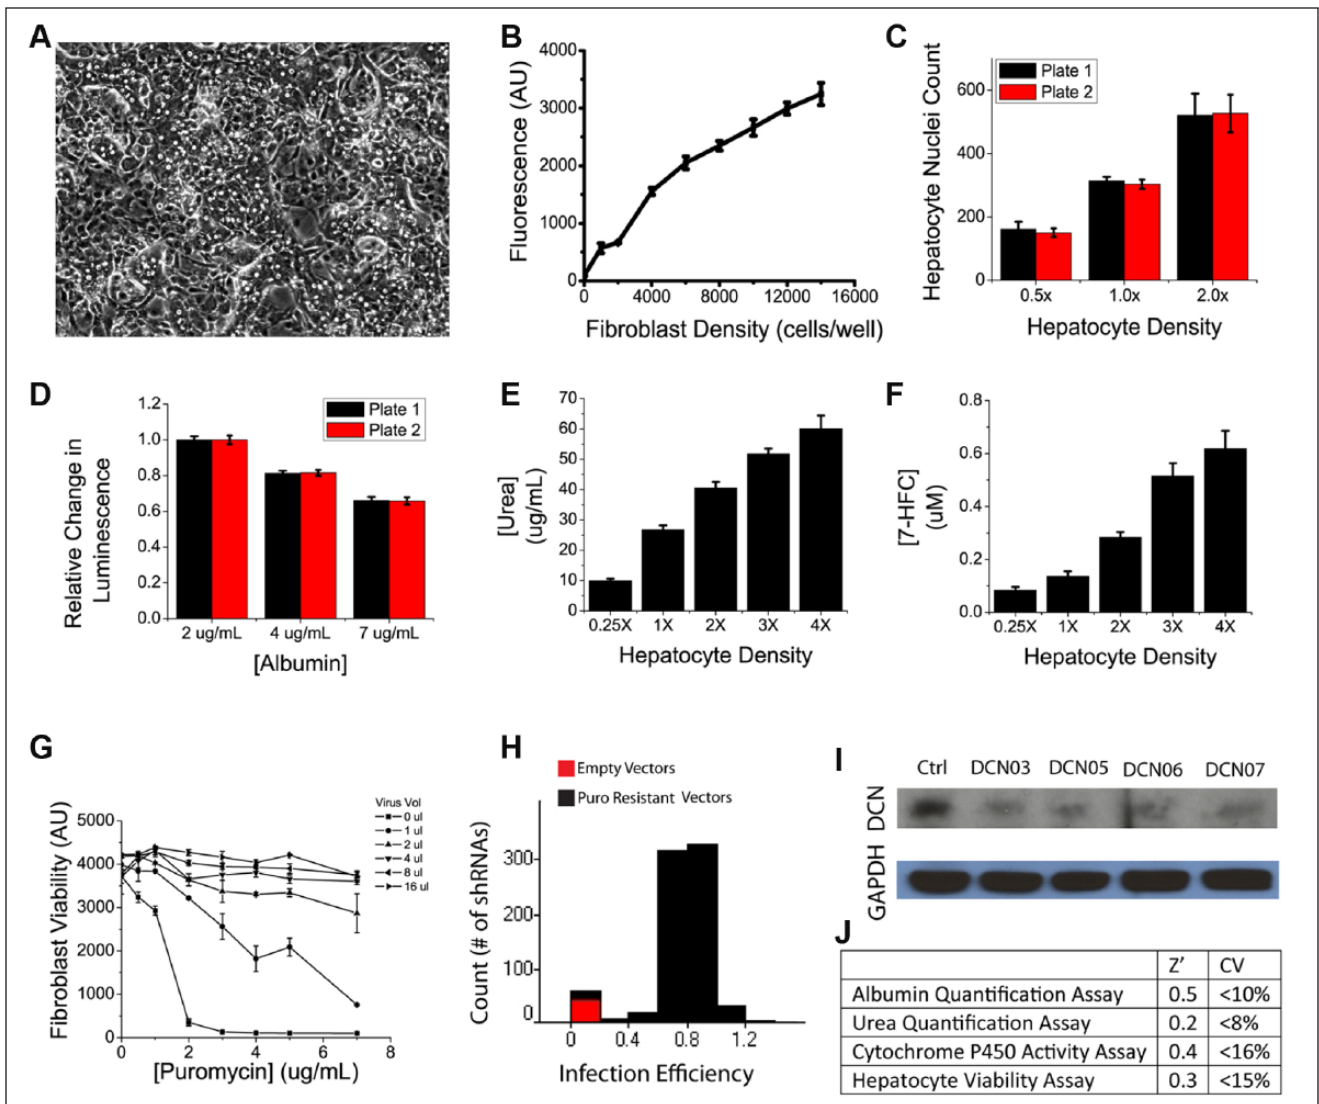 A
B
Fluorescence (AU)
4000
3000
2000
1000
0
0 4000 8000 12000 16000
Fibroblast Density (cells/well)
C
Hepatocyte Nuclei Count
Plate 1
Plate 2
600
400
200
0
0.5x 1.0x 2.0x
Hepatocyte Density
D
Relative Change in
Luminescence
1.2
1.0
0.8
0.6
0.4
0.2
0.0
Plate 1
Plate 2
2 ug/mL 4 ug/mL 7 ug/mL
[Albumin]
E
[Urea]
(ug/mL)
70
60
50
40
30
20
10
0
0.25X 1X 2X 3X 4X
Hepatocyte Density
F
[7-HFC]
(uM)
0.8
0.6
0.4
0.2
0.0
0.25X 1X 2X 3X 4X
Hepatocyte Density
G
Fibroblast Viability (AU)
5000
4000
3000
2000
1000
0
Virus Vol
0 ul
1 ul
2 ul
4 ul
8 ul
16 ul
0 2 4 6 8
[Puromycin] (ug/mL)
H
Empty Vectors
Puro Resistant Vectors
Count (# of shRNAs)
300
200
100
0
0 0.4 0.8 1.2
Infection Efficiency
I
Ctrl DCN03 DCN05 DCN06 DCN07
DCN
GAPDH
J
Z' CV
Albumin Quantification Assay 0.5 <10%
Urea Quantification Assay 0.2 <8%
Cytochrome P450 Activity Assay 0.4 <16%
Hepatocyte Viability Assay 0.3 <15%